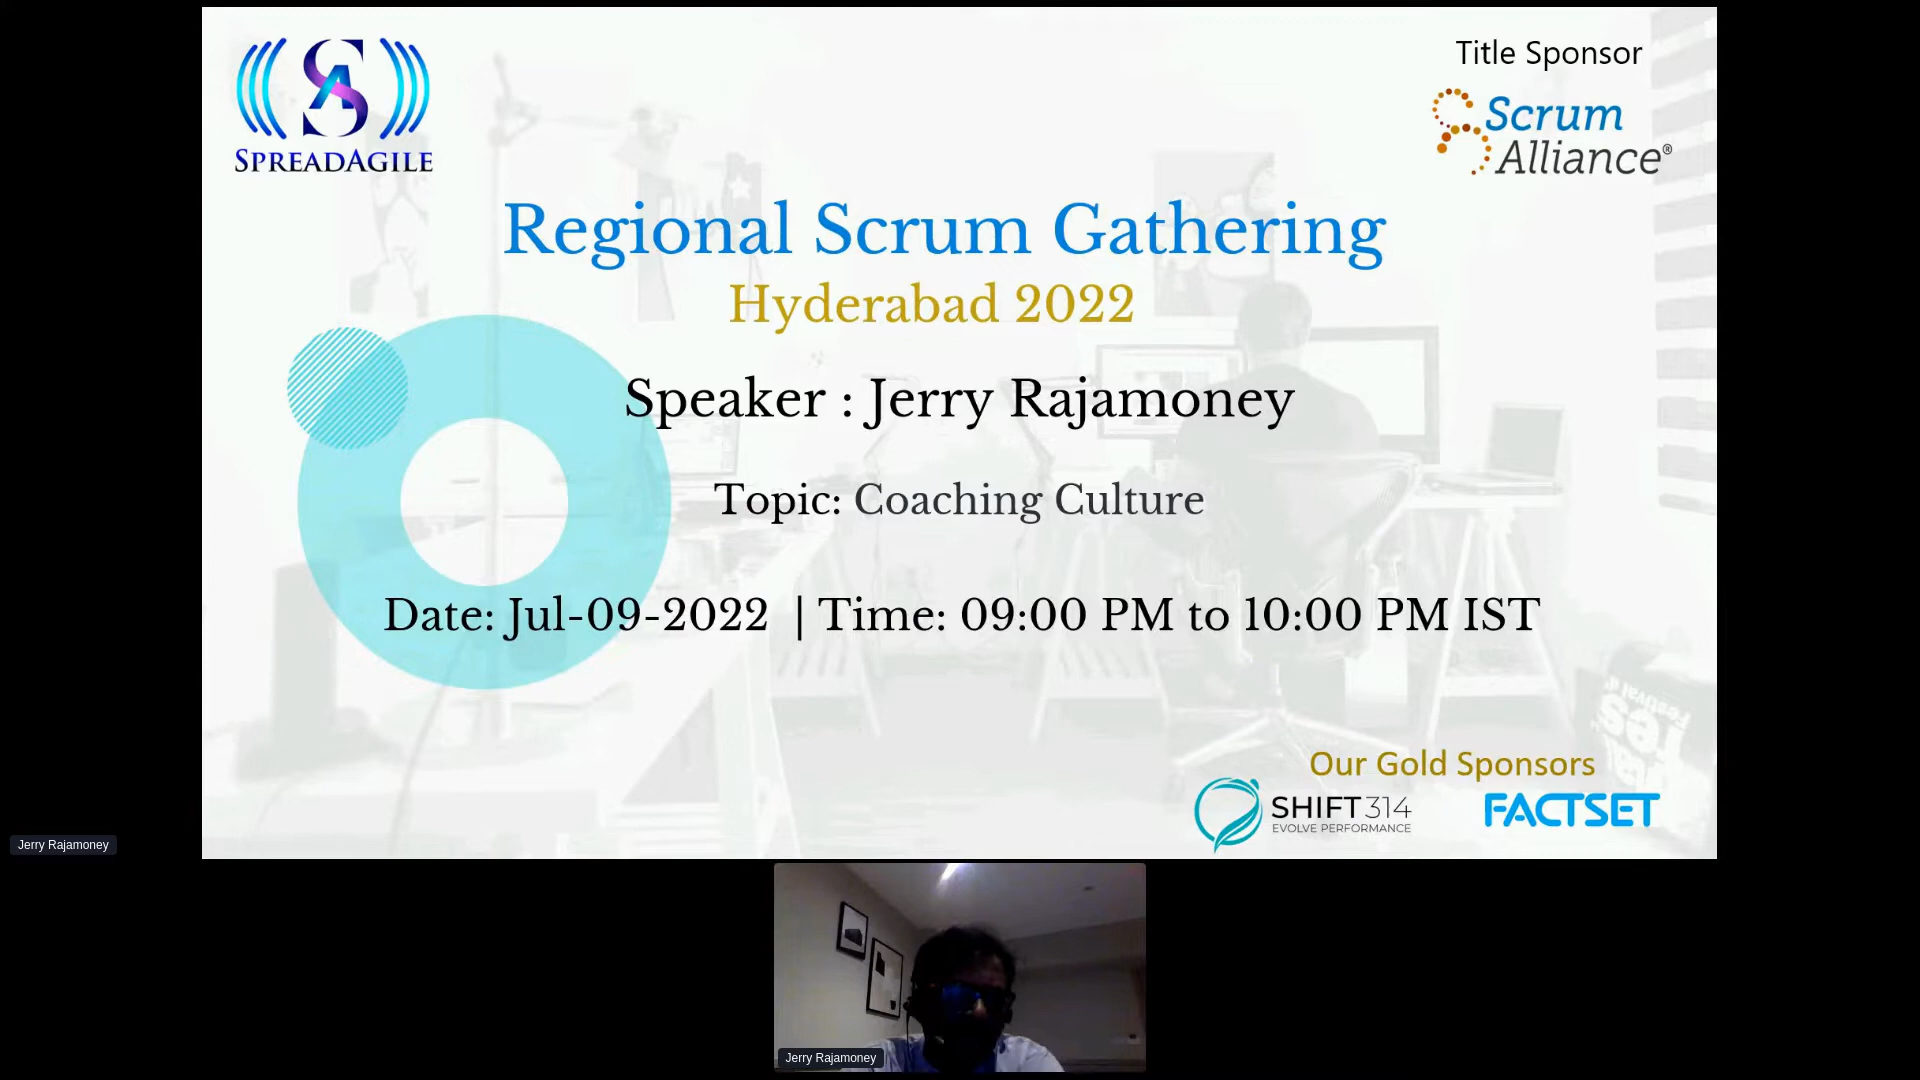 SPREADAGILE
Title Sponsor
Scrum
Alliance®
Regional Scrum Gathering
Hyderabad 2022
Speaker : Jerry Rajamoney
Topic: Coaching Culture
Date: Jul-09-2022 | Time: 09:00 PM to 10:00 PM IST
Our Gold Sponsors
SHIFT314
EVOLVE PERFORMANCE
FACTSET
Jerry Rajamoney
Jerry Rajamoney